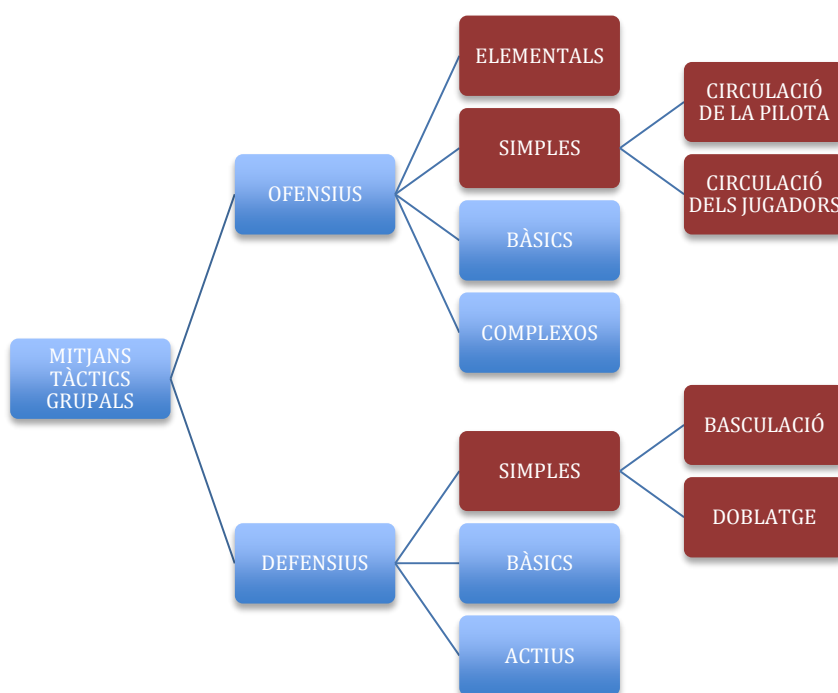 ELEMENTALS
CIRCULACIÓ
DE LA PILOTA
SIMPLES
CIRCULACIÓ
DELS JUGADORS
OFENSIUS
BÀSICS
COMPLEXOS
MITJANS
TÀCTICS
GRUPALS
BASCULACIÓ
SIMPLES
DOBLATGE
DEFENSIUS
BÀSICS
ACTIUS